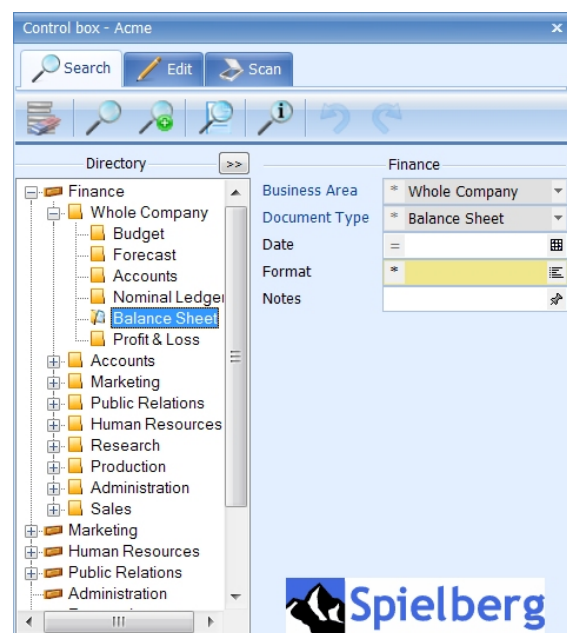 Control box - Acme
Search Edit Scan
Directory >>
Finance
Whole Company
Budget
Forecast
Accounts
Nominal Ledger
Balance Sheet
Profit & Loss
Accounts
Marketing
Public Relations
Human Resources
Research
Production
Administration
Sales
Marketing
Human Resources
Public Relations
Administration
Finance
Business Area * Whole Company
Document Type * Balance Sheet
Date =
Format *
Notes
Spielberg